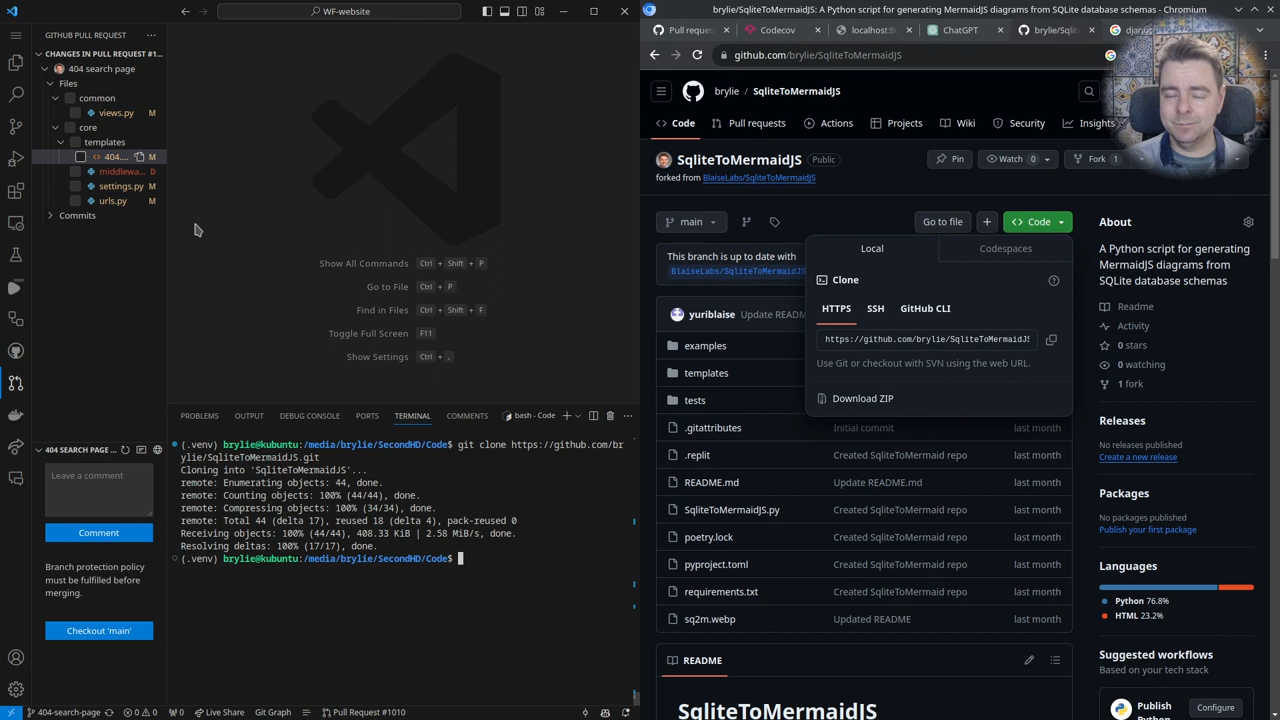 WF-website
GITHUB PULL REQUEST
CHANGES IN PULL REQUEST #1...
404 search page
Files
common
views.py
M
core
templates
404....
M
middlewa...
D
settings.py
M
urls.py
M
Commits
Show All Commands Ctrl + Shift + P
Go to File Ctrl + P
Find in Files Ctrl + Shift + F
Toggle Full Screen F11
Show Settings Ctrl + ,
PROBLEMS OUTPUT DEBUG CONSOLE PORTS TERMINAL COMMENTS
bash - Code
(.venv) brylie@kubuntu:/media/brylie/SecondHD/Code$ git clone https://github.com/br
ylie/SqliteToMermaidJS.git
Cloning into 'SqliteToMermaidJS'...
remote: Enumerating objects: 44, done.
remote: Counting objects: 100% (44/44), done.
remote: Compressing objects: 100% (34/34), done.
remote: Total 44 (delta 17), reused 18 (delta 4), pack-reused 0
Receiving objects: 100% (44/44), 408.33 KiB | 2.58 MiB/s, done.
Resolving deltas: 100% (17/17), done.
(.venv) brylie@kubuntu:/media/brylie/SecondHD/Code$
404 SEARCH PAGE ...
Leave a comment
Comment
Branch protection policy
must be fulfilled before
merging.
Checkout 'main'
404-search-page 0 0 0 Live Share Git Graph Pull Request #1010
brylie/SqliteToMermaidJS: A Python script for generating MermaidJS diagrams from SQLite database schemas - Chromium
Pull reque Codecov localhost:8 ChatGPT brylie/Sqli djan
github.com/brylie/SqliteToMermaidJS
brylie / SqliteToMermaidJS
Code Pull requests Actions Projects Wiki Security Insights
SqliteToMermaidJS Public
Pin Watch 0 Fork 1
forked from BlaiseLabs/SqliteToMermaidJS
main
Go to file
Code
This branch is up to date with
BlaiseLabs/SqliteToMermaidJS
Local Codespaces
Clone
HTTPS SSH GitHub CLI
https://github.com/brylie/SqliteToMermaidJS
Use Git or checkout with SVN using the web URL.
Download ZIP
yuriblaise Update README
examples
templates
tests
.gitattributes Initial commit last month
.replit Created SqliteToMermaid repo last month
README.md Update README.md last month
SqliteToMermaidJS.py Created SqliteToMermaid repo last month
poetry.lock Created SqliteToMermaid repo last month
pyproject.toml Created SqliteToMermaid repo last month
requirements.txt Created SqliteToMermaid repo last month
sq2m.webp Updated README last month
README
SqliteToMermaidJS
About
A Python script for generating
MermaidJS diagrams from
SQLite database schemas
Readme
Activity
0 stars
0 watching
1 fork
Releases
No releases published
Create a new release
Packages
No packages published
Publish your first package
Languages
Python 76.8%
HTML 23.2%
Suggested workflows
Based on your tech stack
Publish
Python
Configure